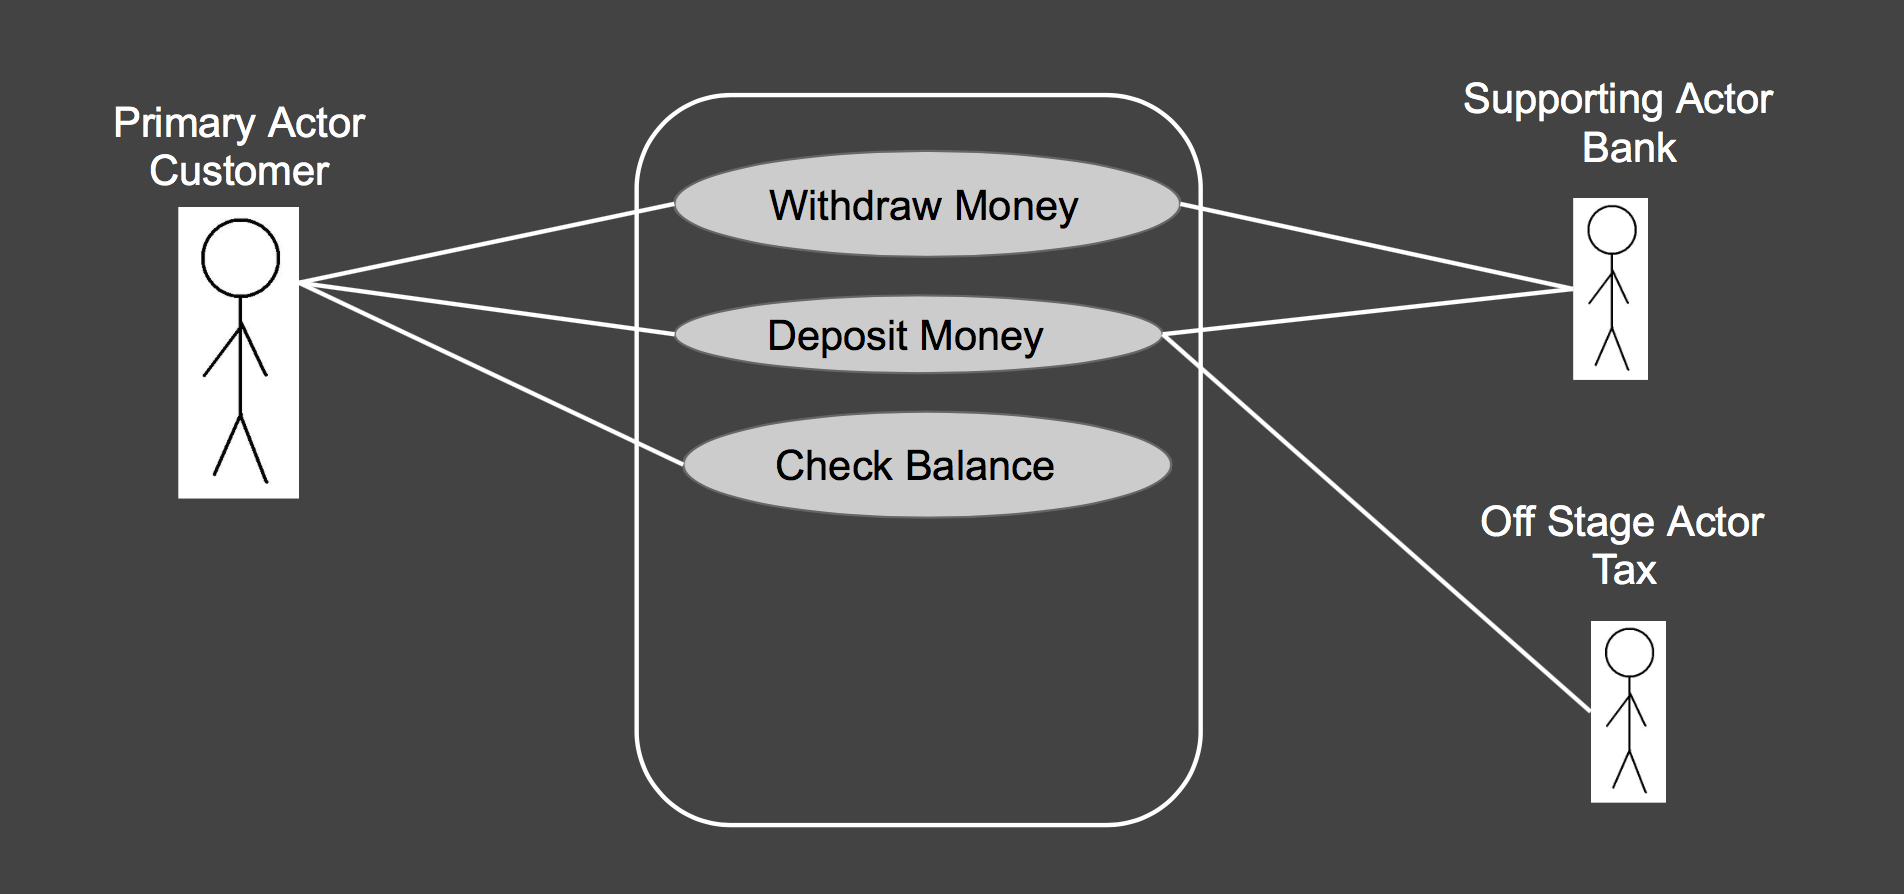 Primary Actor
Customer
Withdraw Money
Deposit Money
Check Balance
Supporting Actor
Bank
Off Stage Actor
Tax